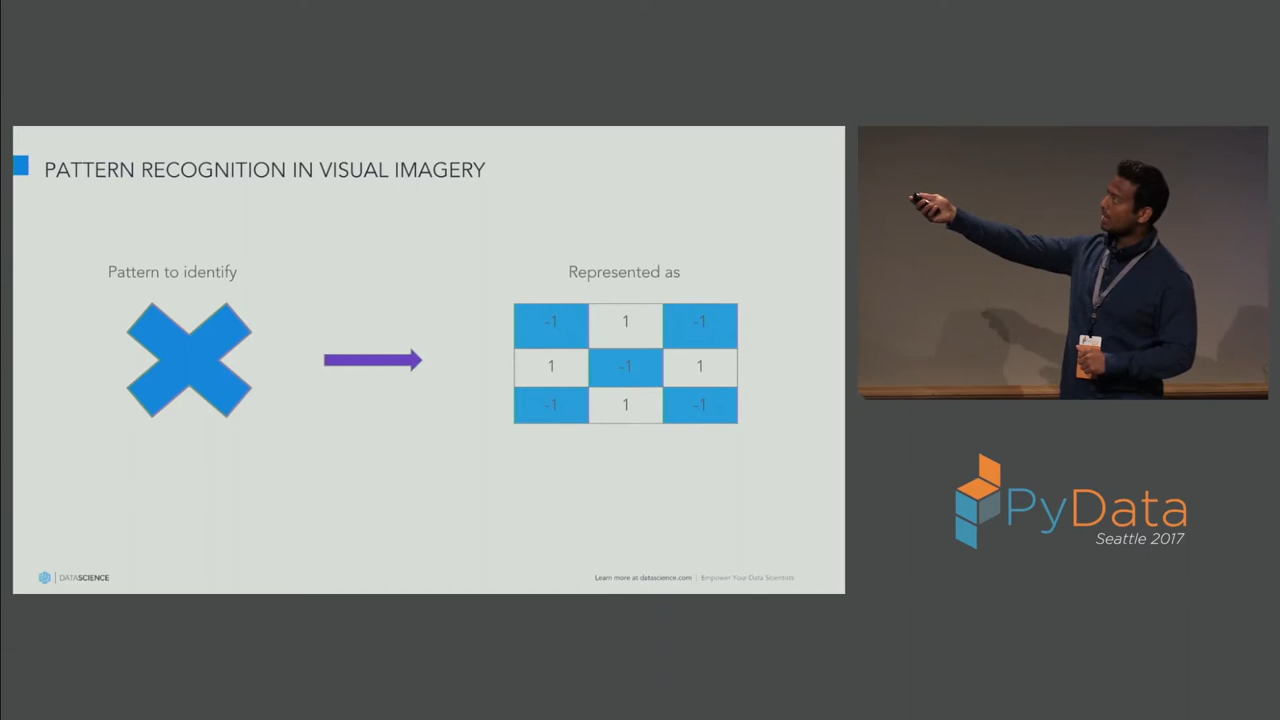 PATTERN RECOGNITION IN VISUAL IMAGERY
Pattern to identify
Represented as
-1 1 -1
1 -1 1
-1 1 -1
DATASCIENCE
Learn more at datascience.com | Empower Your Data Scientists
PyData
Seattle 2017